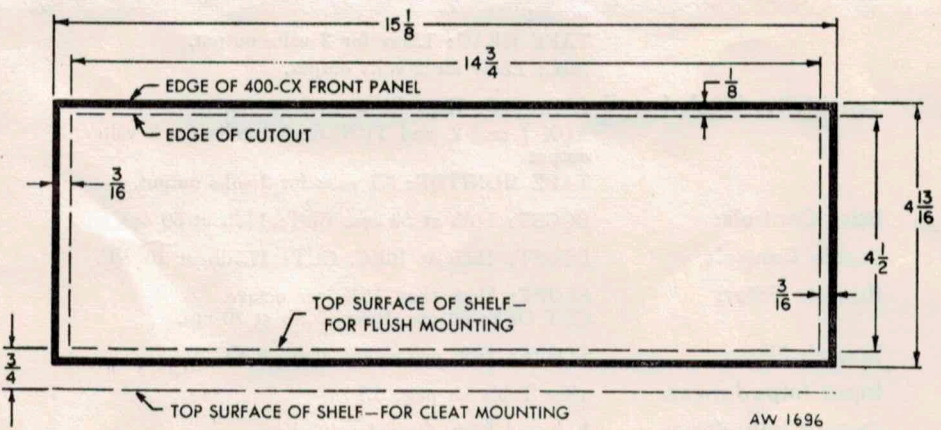 15 1/8
14 3/4
EDGE OF 400-CX FRONT PANEL
1/8
EDGE OF CUTOUT
3/16
4 13/16
4 1/2
3/16
TOP SURFACE OF SHELF—
FOR FLUSH MOUNTING
3/4
TOP SURFACE OF SHELF—FOR CLEAT MOUNTING
AW 1696